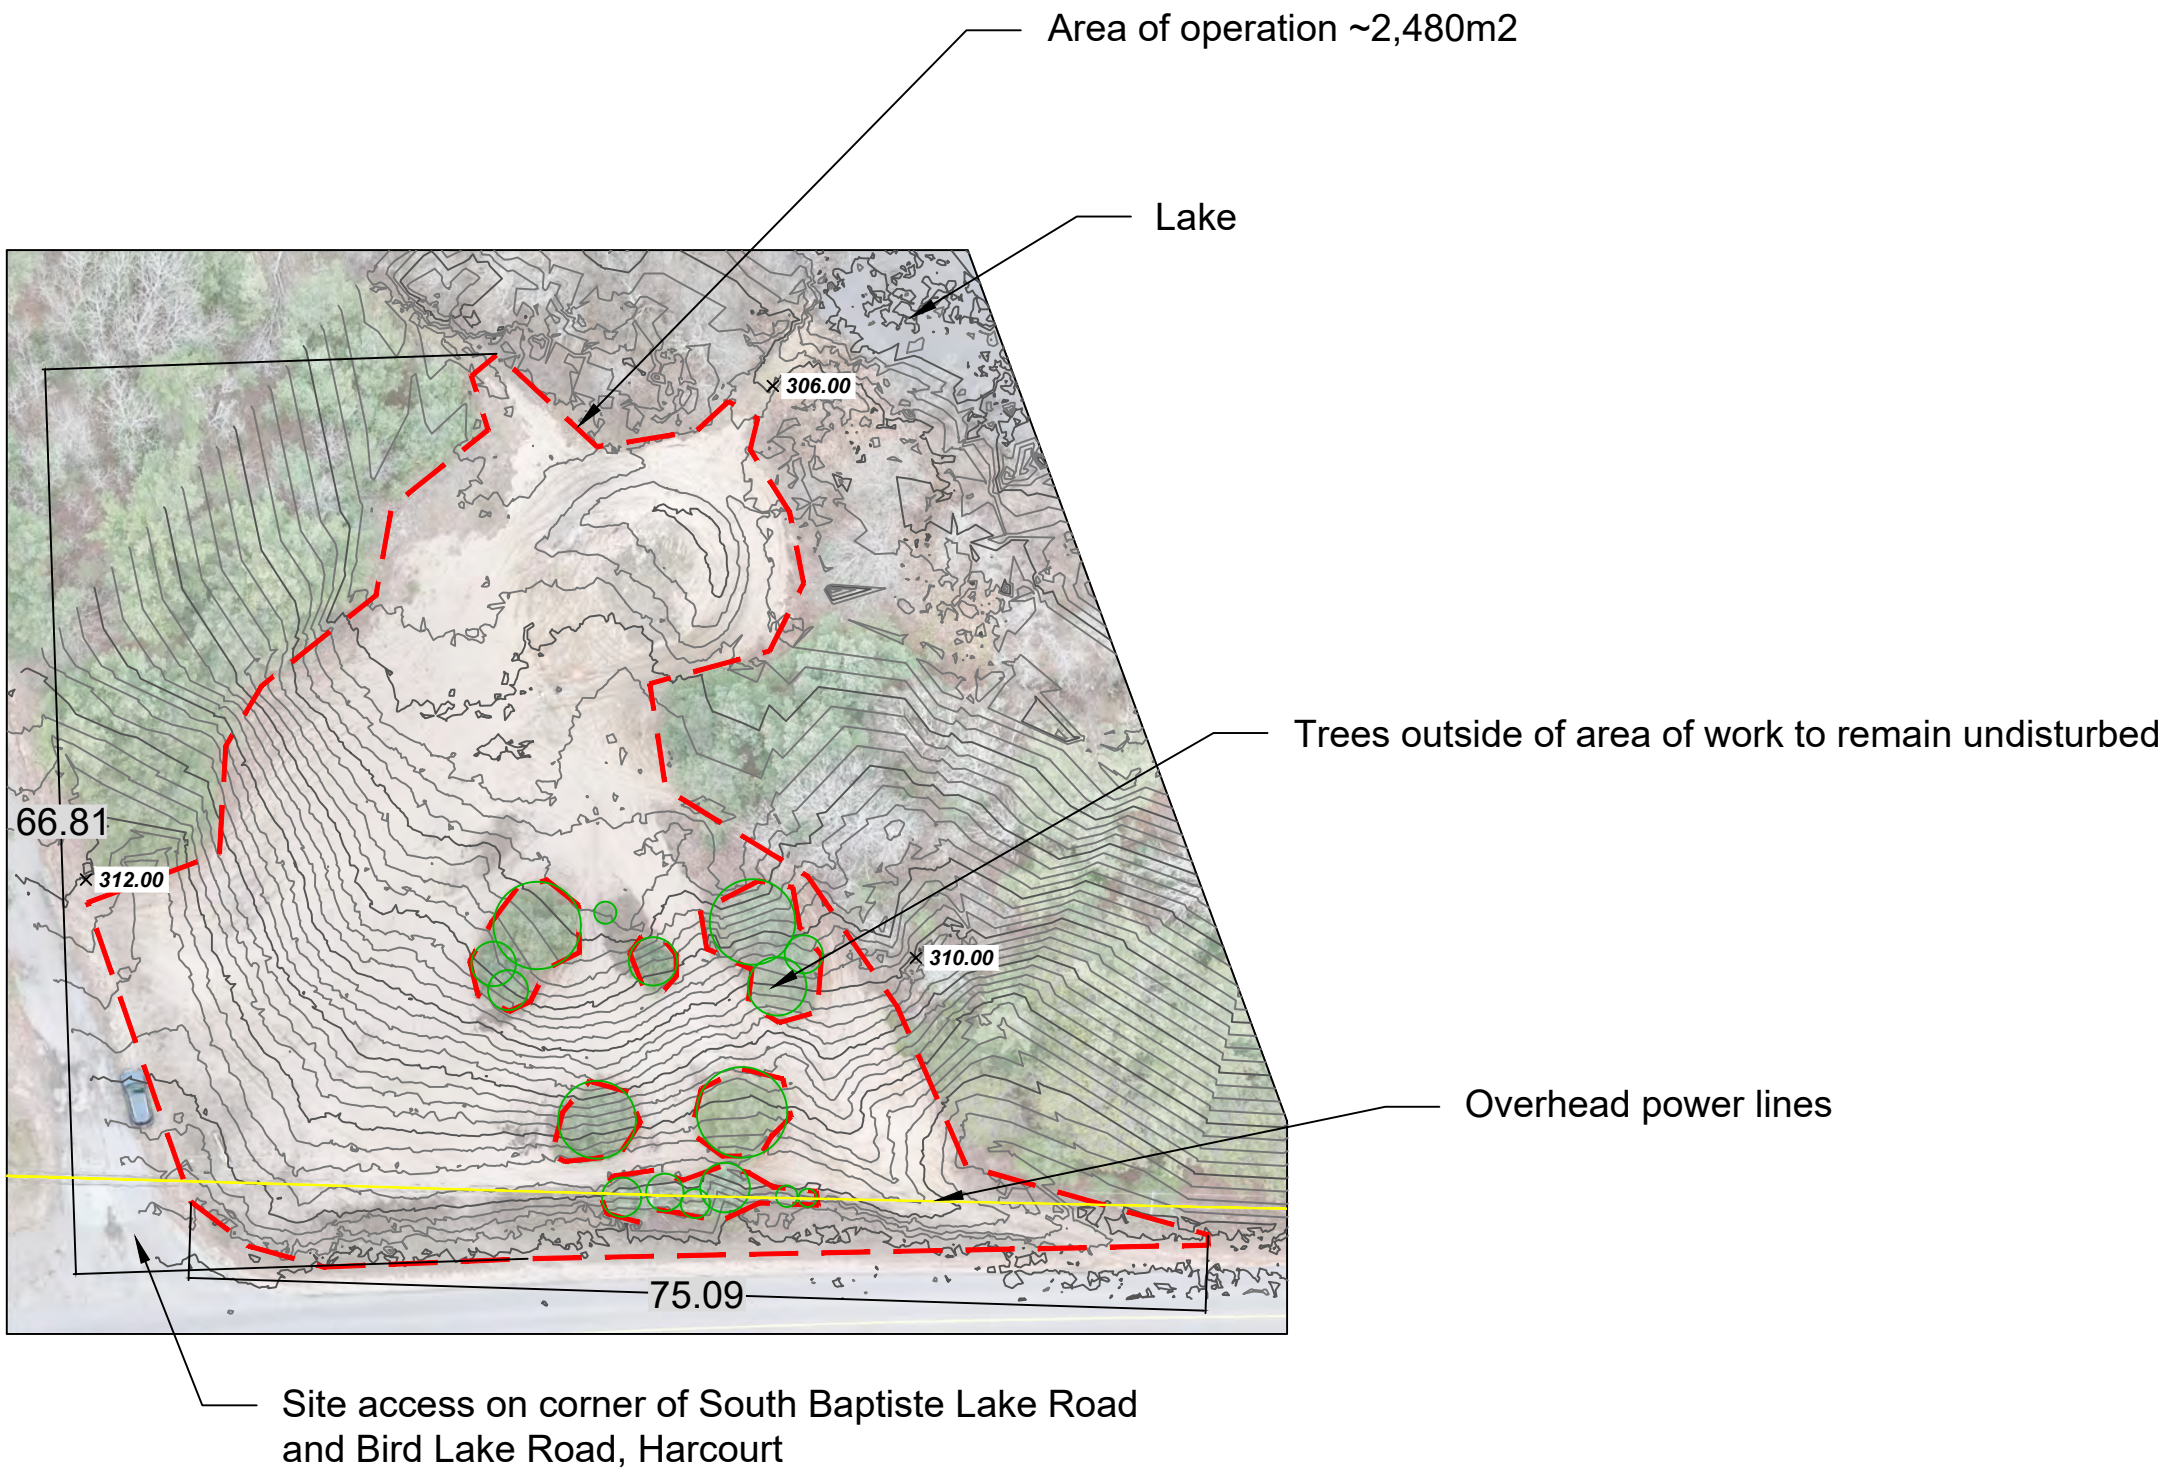 Area of operation ~2,480m2
Lake
306.00
Trees outside of area of work to remain undisturbed
66.81
312.00
310.00
Overhead power lines
75.09
Site access on corner of South Baptiste Lake Road
and Bird Lake Road, Harcourt